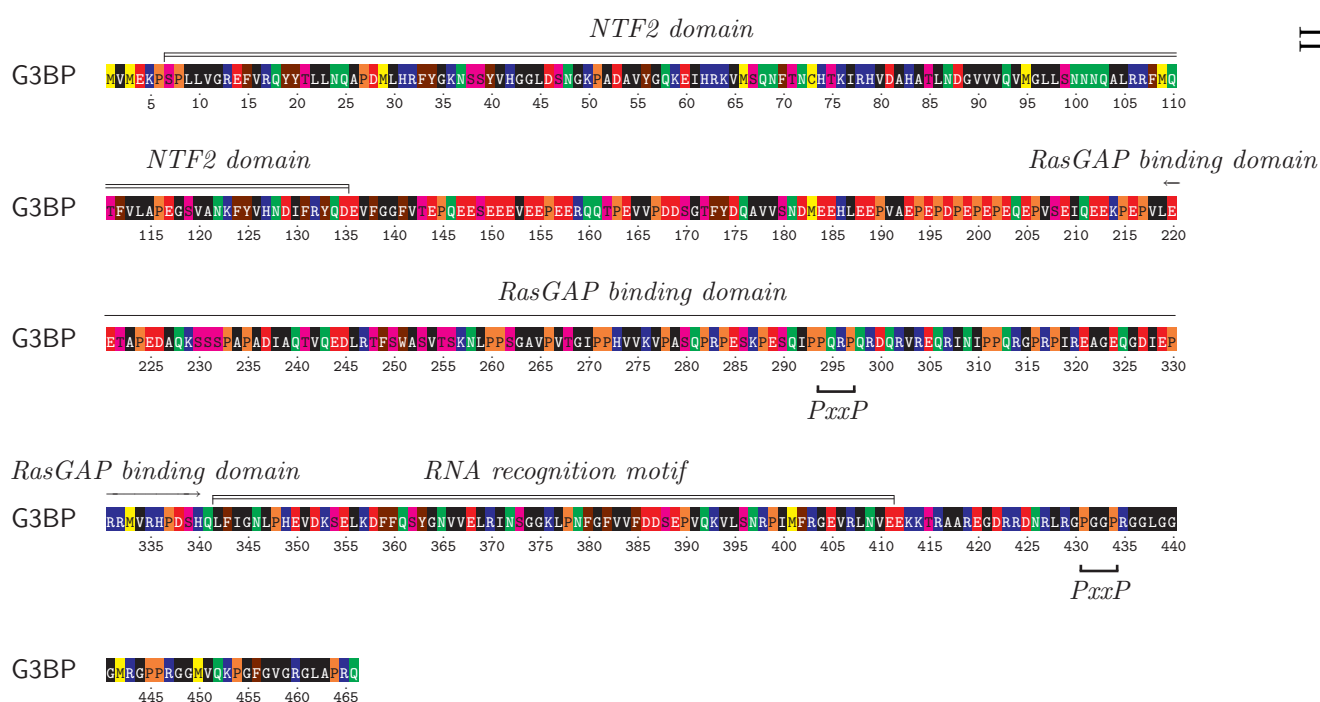 II
NTF2 domain
G3BP MVMEKPSPLLVGREFVRQYYTLLNQAPDMLHRFYGKNSSYVHGGLDSNGKPADAVYGQKEIHRKVMSQNFTNCHTKIRHVDAHATLNDGVVVQVMGLLSNNNQALRRFMQ
5 10 15 20 25 30 35 40 45 50 55 60 65 70 75 80 85 90 95 100 105 110
NTF2 domain RasGAP binding domain
G3BP TFVLAPEGSVANKFYVHNDIFRYQDEVFGGFVTEPQEESEEEVEEPEERQQTPEVVPDDSGTFYDQAVVSNDMEEHLEEPVAEPEPDPEPEPEQEPVSEIQEEKPEPVLE
115 120 125 130 135 140 145 150 155 160 165 170 175 180 185 190 195 200 205 210 215 220
RasGAP binding domain
G3BP ETAPEDAQKSSSPAPADIAQTVQEDLRTFSWASVTSKNLPPSGAVPVTGIPPHVVKVPASQPRPESKPESQIPPQRPQRDQRVREQRINIPPQRGPRPIREAGEQGDIEP
225 230 235 240 245 250 255 260 265 270 275 280 285 290 295 300 305 310 315 320 325 330
PxxP
RasGAP binding domain RNA recognition motif
G3BP RRMVRHPDSHQLFIGNLPHEVDKSELKDFFQSYGNVVELRINSGGKLPNFGFVVFDDSEPVQKVLSNRPIMFRGEVRLNVEEKKTRAAREGDRRDNRLRGPGGPRGGLGG
335 340 345 350 355 360 365 370 375 380 385 390 395 400 405 410 415 420 425 430 435 440
PxxP
G3BP GMRGPPRGGMVQKPGFGVGRGLAPRQ
445 450 455 460 465